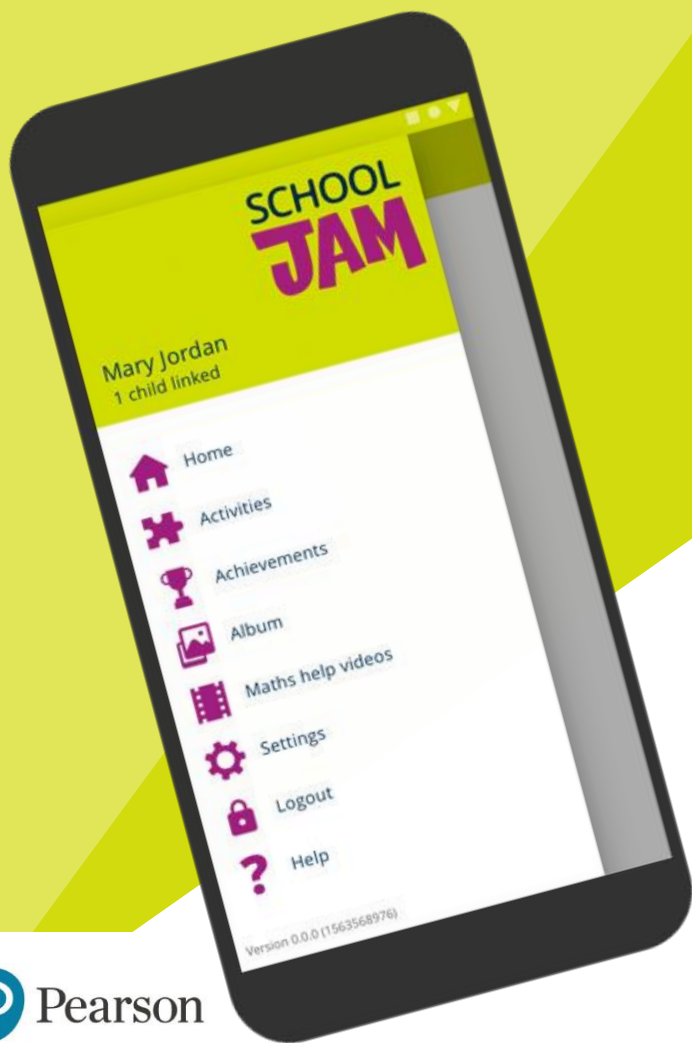 SCHOOL
JAM
Mary Jordan
1 child linked
Home
Activities
Achievements
Album
Maths help videos
Settings
Logout
Help
Version 0.0.0 (1563568976)
Pearson